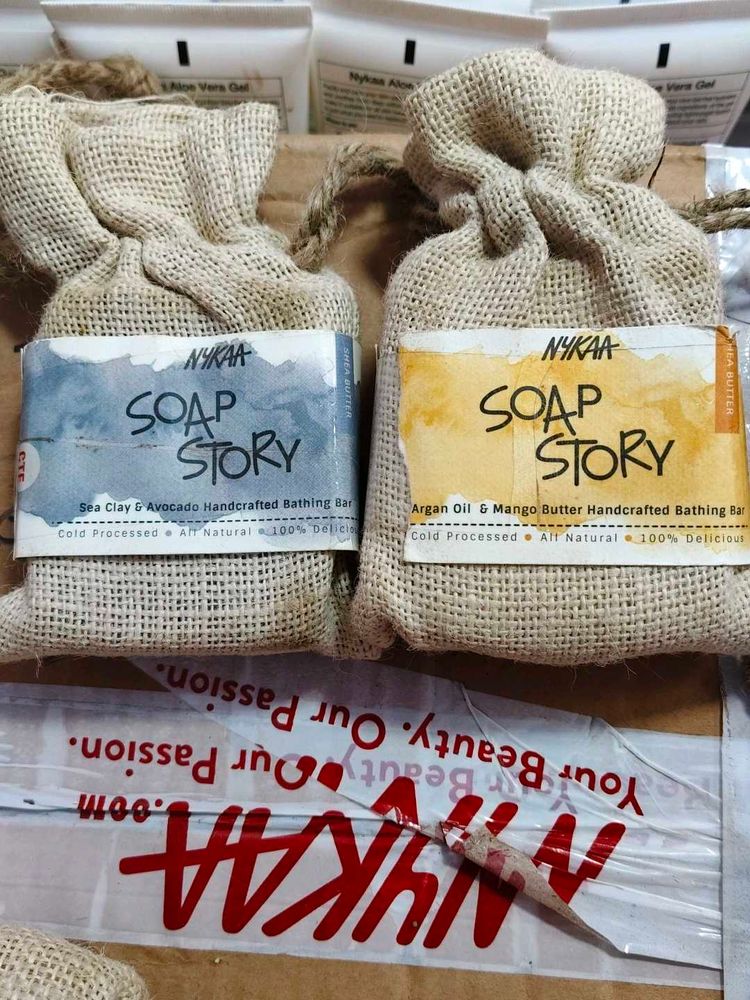 Aloe Vera Gel
Nykaa Aloe
Vera Gel
NYKAA
SOAP
STORY
SHEA BUTTER
Sea Clay & Avocado Handcrafted Bathing Bar
Cold Processed • All Natural • 100% Delicio
NYKAA
SOAP
STORY
SHEA BUTTER
Argan Oil & Mango Butter Handcrafted Bathing Bar
Cold Processed • All Natural • 100% Delicious
Your Beauty. Our Passion.
Your Beauty. Our Passion.
NYKAA.COM